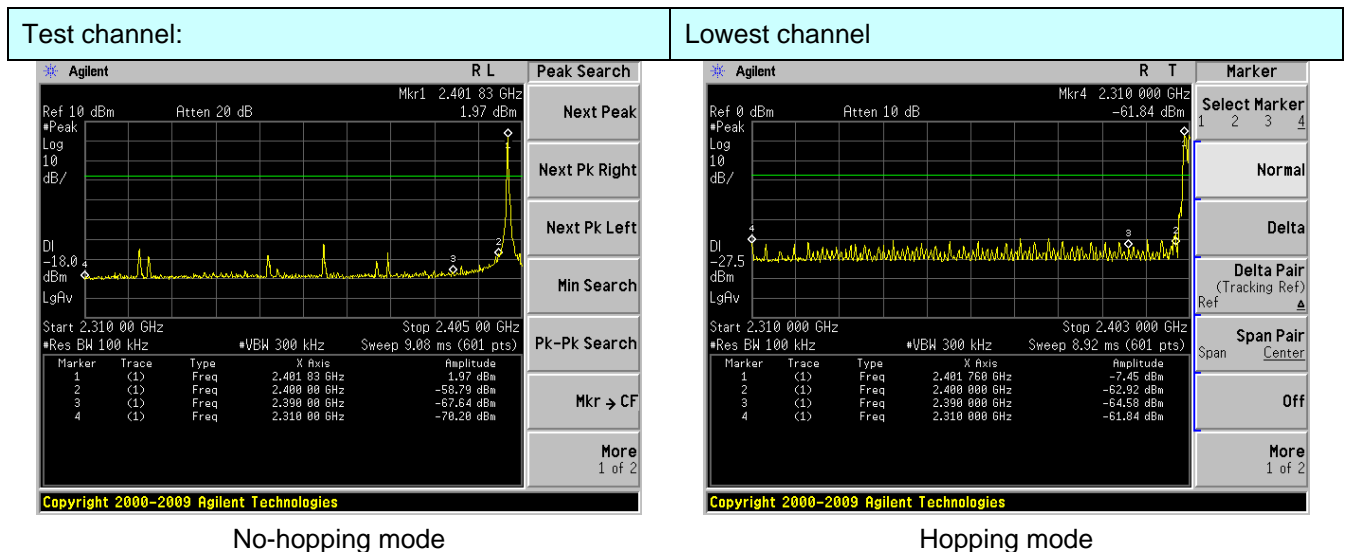 Test channel: Lowest channel
Agilent R L Peak Search
Mkr1 2.401 83 GHz
Ref 10 dBm Atten 20 dB 1.97 dBm
#Peak
Log
10
dB/
DI
-18.0
dBm
LgAv
1
2
3
4
Start 2.310 00 GHz Stop 2.405 00 GHz
#Res BW 100 kHz #VBW 300 kHz Sweep 9.08 ms (601 pts)
Marker Trace Type X Axis Amplitude
1 (1) Freq 2.401 83 GHz 1.97 dBm
2 (1) Freq 2.400 00 GHz -58.79 dBm
3 (1) Freq 2.390 00 GHz -67.64 dBm
4 (1) Freq 2.310 00 GHz -70.20 dBm
Next Peak
Next Pk Right
Next Pk Left
Min Search
Pk-Pk Search
Mkr → CF
More
1 of 2
Copyright 2000-2009 Agilent Technologies
No-hopping mode
Agilent R T Marker
Mkr4 2.310 000 GHz
Ref 0 dBm Atten 10 dB -61.84 dBm
#Peak
Log
10
dB/
DI
-27.5
dBm
LgAv
4
3
2
Start 2.310 000 GHz Stop 2.403 000 GHz
#Res BW 100 kHz #VBW 300 kHz Sweep 8.92 ms (601 pts)
Marker Trace Type X Axis Amplitude
1 (1) Freq 2.401 760 GHz -7.45 dBm
2 (1) Freq 2.400 000 GHz -62.92 dBm
3 (1) Freq 2.390 000 GHz -64.58 dBm
4 (1) Freq 2.310 000 GHz -61.84 dBm
Select Marker
1 2 3 4
Normal
Delta
Delta Pair
(Tracking Ref)
Ref Δ
Span Pair
Span Center
Off
More
1 of 2
Copyright 2000-2009 Agilent Technologies
Hopping mode